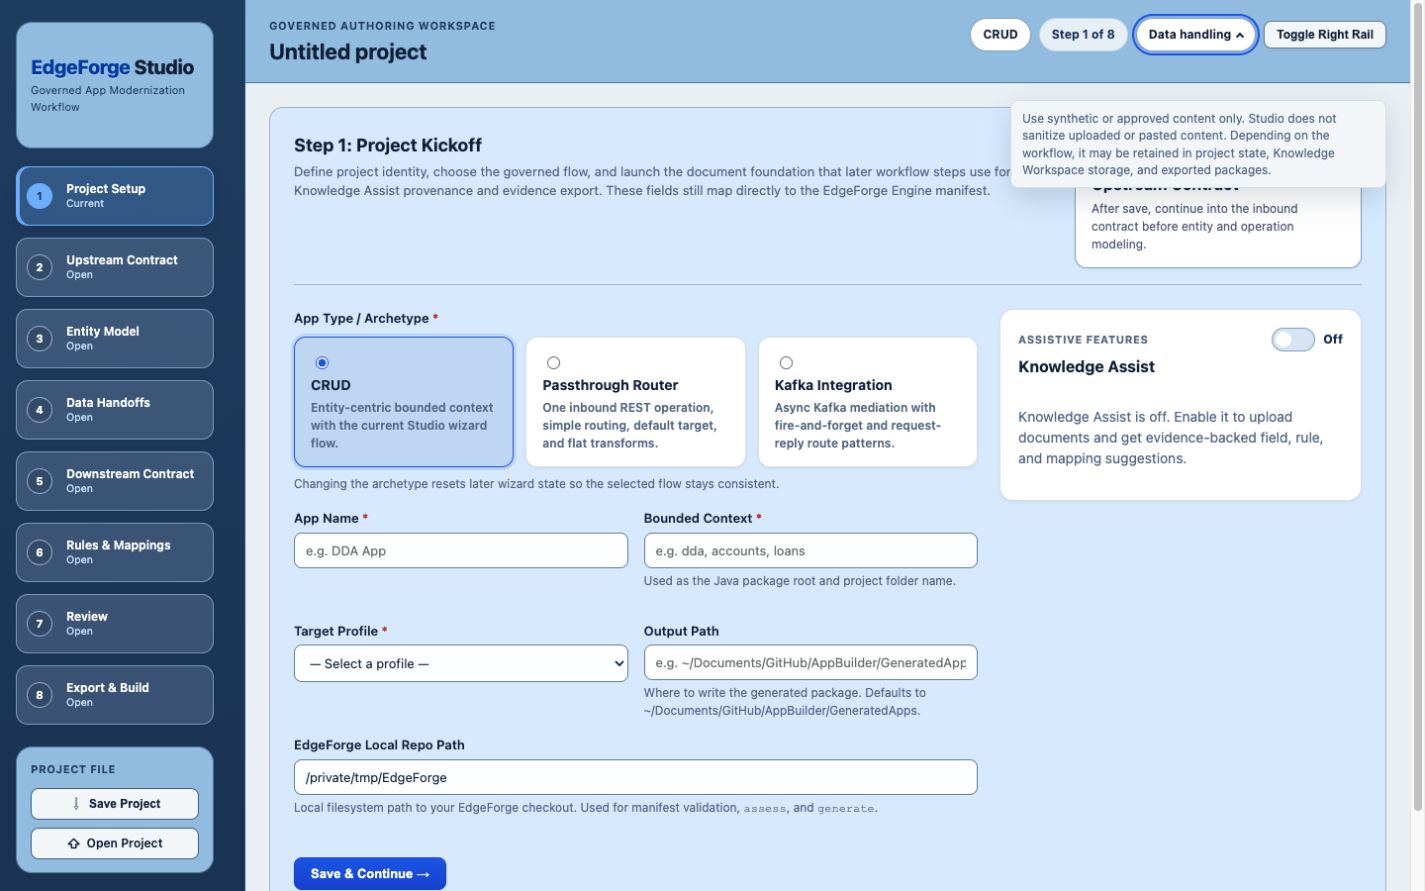 EdgeForge Studio
Governed App Modernization
Workflow
1
Project Setup
Current
2
Upstream Contract
Open
3
Entity Model
Open
4
Data Handoffs
Open
5
Downstream Contract
Open
6
Rules & Mappings
Open
7
Review
Open
8
Export & Build
Open
PROJECT FILE
Save Project
Open Project
GOVERNED AUTHORING WORKSPACE
Untitled project
CRUD
Step 1 of 8
Data handling
Toggle Right Rail
Use synthetic or approved content only. Studio does not
sanitize uploaded or pasted content. Depending on the
workflow, it may be retained in project state, Knowledge
Workspace storage, and exported packages.
Step 1: Project Kickoff
Define project identity, choose the governed flow, and launch the document foundation that later workflow steps use for
Knowledge Assist provenance and evidence export. These fields still map directly to the EdgeForge Engine manifest.
Upstream Contract
After save, continue into the inbound
contract before entity and operation
modeling.
App Type / Archetype *
CRUD
Entity-centric bounded context
with the current Studio wizard
flow.
Passthrough Router
One inbound REST operation,
simple routing, default target,
and flat transforms.
Kafka Integration
Async Kafka mediation with
fire-and-forget and request-
reply route patterns.
Changing the archetype resets later wizard state so the selected flow stays consistent.
App Name *
e.g. DDA App
Bounded Context *
e.g. dda, accounts, loans
Used as the Java package root and project folder name.
Target Profile *
— Select a profile —
Output Path
e.g. ~/Documents/GitHub/AppBuilder/GeneratedApp
Where to write the generated package. Defaults to
~/Documents/GitHub/AppBuilder/GeneratedApps.
EdgeForge Local Repo Path
/private/tmp/EdgeForge
Local filesystem path to your EdgeForge checkout. Used for manifest validation, assess, and generate.
Save & Continue →
ASSISTIVE FEATURES
Off
Knowledge Assist
Knowledge Assist is off. Enable it to upload
documents and get evidence-backed field, rule,
and mapping suggestions.